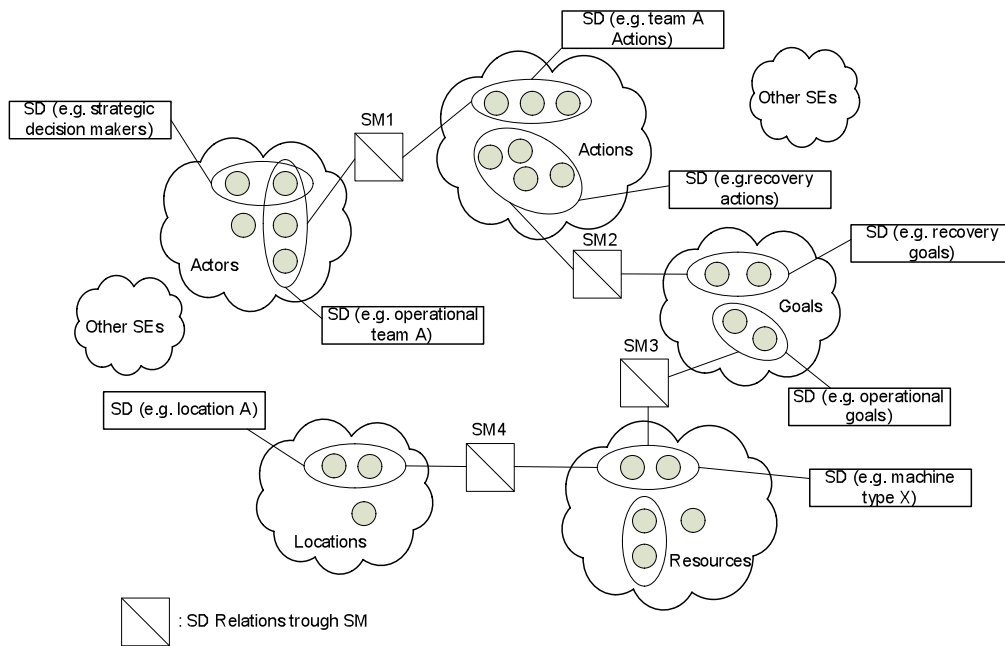 SD (e.g. team A
Actions)
Other SEs
SD (e.g. strategic
decision makers)
SM1
Actions
SD (e.g.recovery
actions)
Actors
SM2
SD (e.g. recovery
goals)
Goals
Other SEs
SD (e.g. operational
team A)
SM3
SD (e.g. location A)
SD (e.g. operational
goals)
SM4
SD (e.g. machine
type X)
Locations
Resources
: SD Relations trough SM